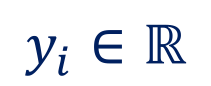 yᵢ ∈ ℝ